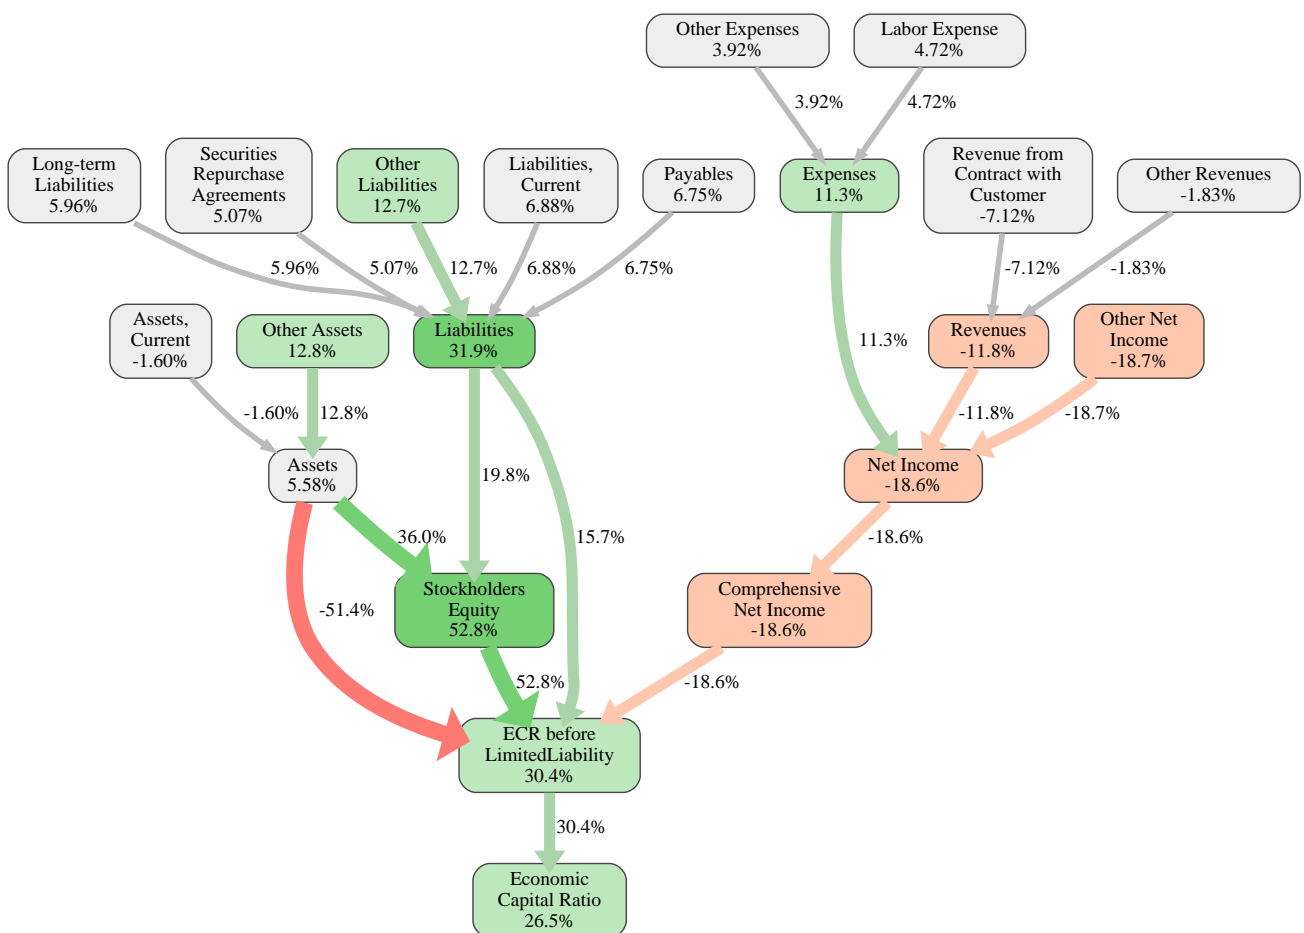 Other Expenses
3.92%
Labor Expense
4.72%
3.92%
4.72%
Long-term
Liabilities
5.96%
Securities
Repurchase
Agreements
5.07%
Other
Liabilities
12.7%
Liabilities,
Current
6.88%
Payables
6.75%
Expenses
11.3%
Revenue from
Contract with
Customer
-7.12%
Other Revenues
-1.83%
5.96%
5.07%
12.7%
6.88%
6.75%
-7.12%
-1.83%
Assets,
Current
-1.60%
Other Assets
12.8%
Liabilities
31.9%
11.3%
Revenues
-11.8%
Other Net
Income
-18.7%
-1.60%
12.8%
-11.8%
-18.7%
Assets
5.58%
19.8%
Net Income
-18.6%
36.0%
15.7%
-18.6%
Stockholders
Equity
52.8%
Comprehensive
Net Income
-18.6%
-51.4%
52.8%
-18.6%
ECR before
LimitedLiability
30.4%
30.4%
Economic
Capital Ratio
26.5%